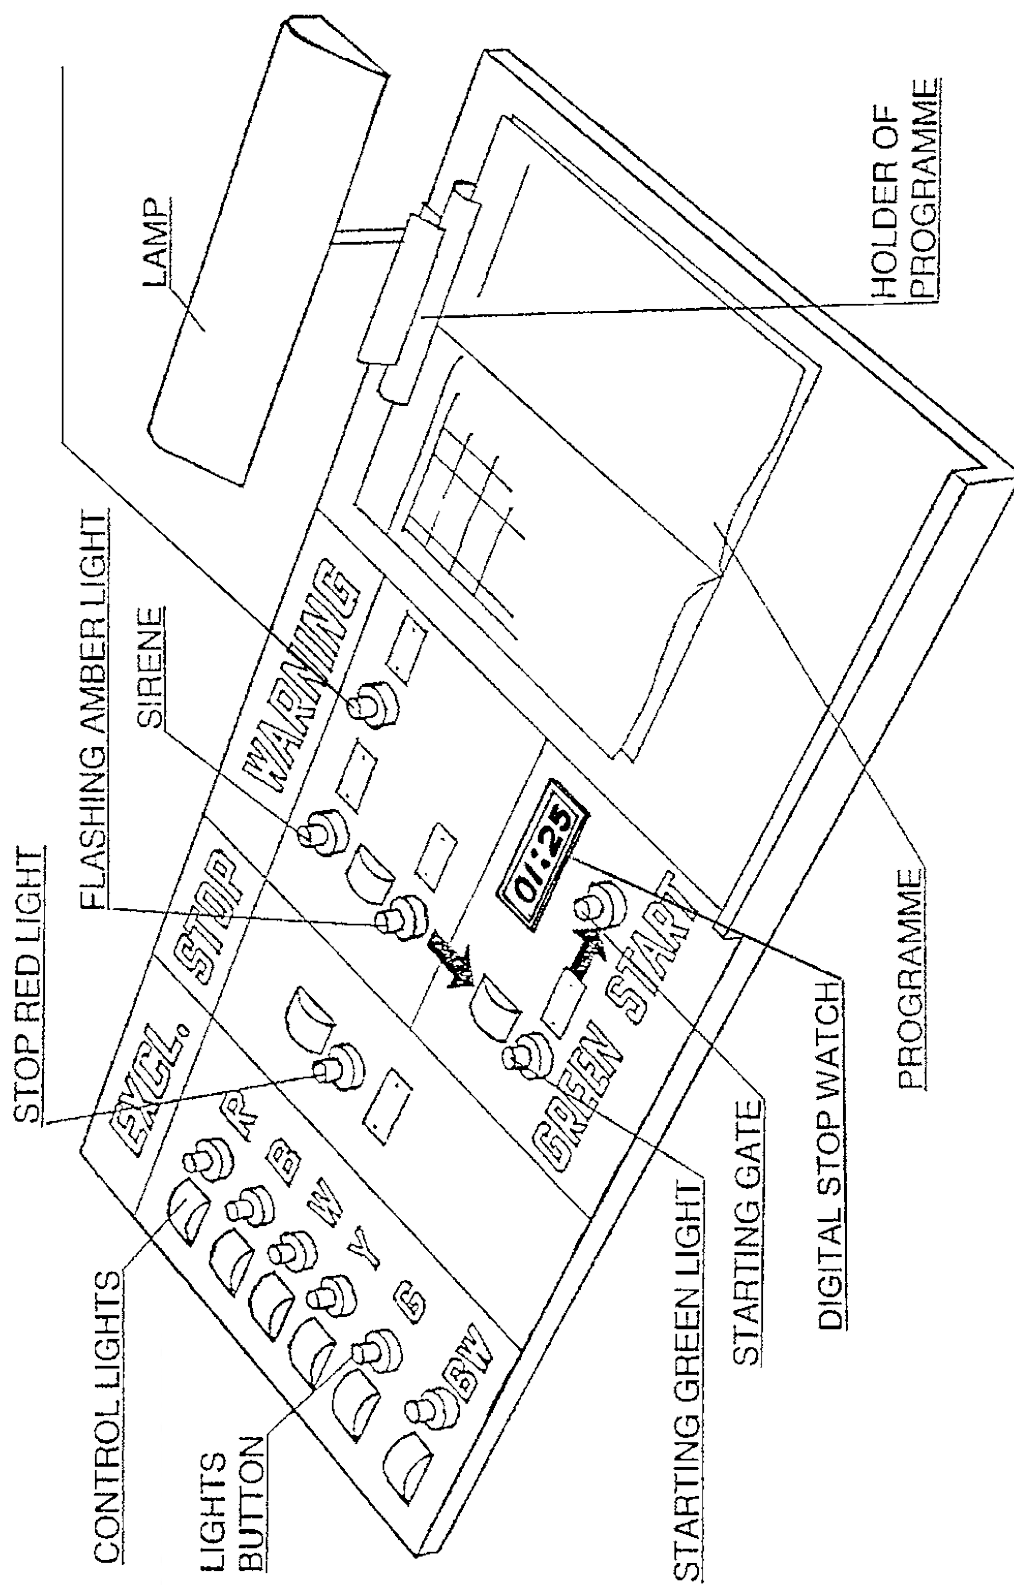 CONTROL LIGHTS
STOP RED LIGHT
FLASHING AMBER LIGHT
SIRENE
LAMP
LIGHTS
BUTTON
EXCL.
STOP
WARNING
R
B
W
Y
G
BW
01:25
GREEN START
STARTING GREEN LIGHT
STARTING GATE
DIGITAL STOP WATCH
PROGRAMME
HOLDER OF
PROGRAMME